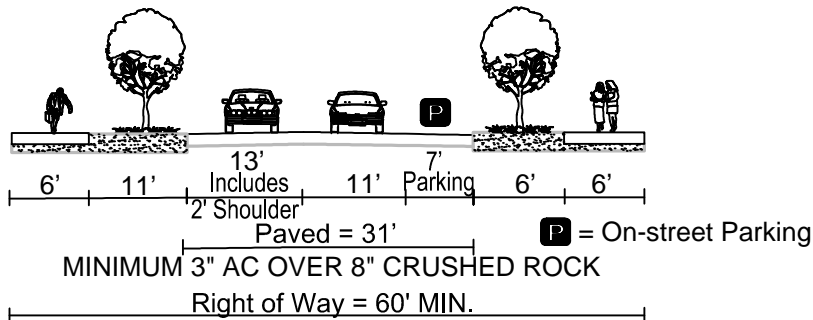 P
13'
7'
6' 11' Includes 11' Parking 6' 6'
2' Shoulder
Paved = 31'
P = On-street Parking
MINIMUM 3" AC OVER 8" CRUSHED ROCK
Right of Way = 60' MIN.